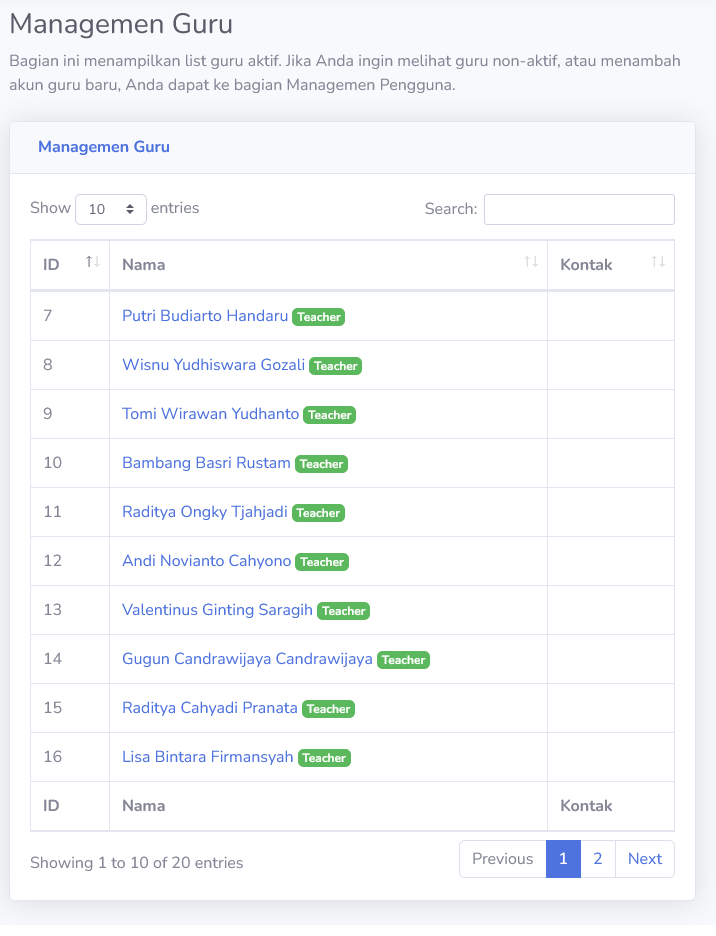 Managemen Guru
Bagian ini menampilkan list guru aktif. Jika Anda ingin melihat guru non-aktif, atau menambah
akun guru baru, Anda dapat ke bagian Managemen Pengguna.
Managemen Guru
Show 10 entries Search:
ID Nama Kontak
7 Putri Budiarto Handaru Teacher
8 Wisnu Yudhiswara Gozali Teacher
9 Tomi Wirawan Yudhanto Teacher
10 Bambang Basri Rustam Teacher
11 Raditya Ongky Tjahjadi Teacher
12 Andi Novianto Cahyono Teacher
13 Valentinus Ginting Saragih Teacher
14 Gugun Candrawijaya Candrawijaya Teacher
15 Raditya Cahyadi Pranata Teacher
16 Lisa Bintara Firmansyah Teacher
ID Nama Kontak
Showing 1 to 10 of 20 entries Previous 1 2 Next